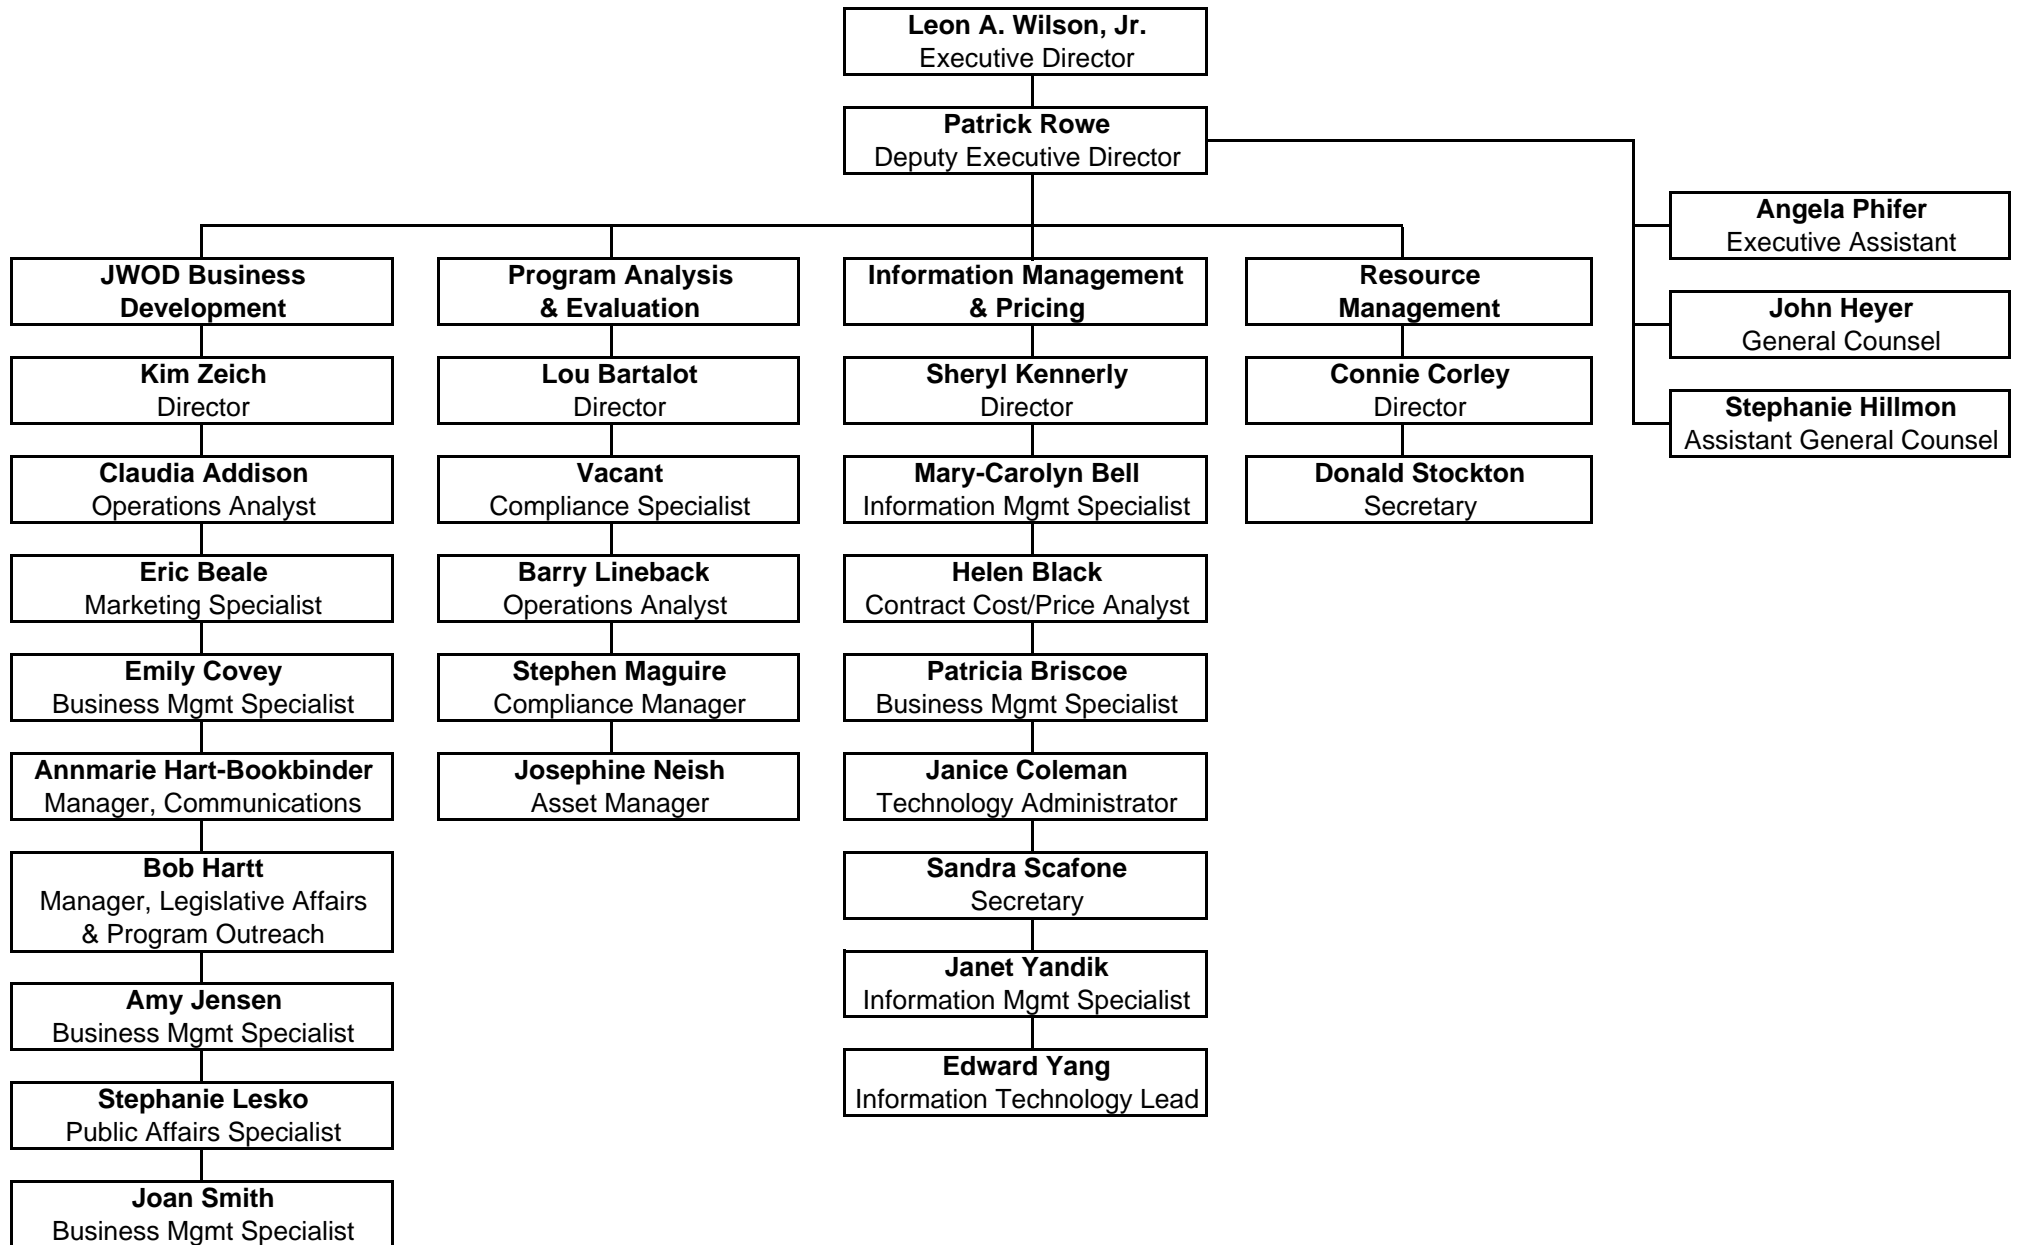 Leon A. Wilson, Jr.
Executive Director
Patrick Rowe
Deputy Executive Director
Angela Phifer
Executive Assistant
John Heyer
General Counsel
Stephanie Hillmon
Assistant General Counsel
JWOD Business
Development
Kim Zeich
Director
Claudia Addison
Operations Analyst
Eric Beale
Marketing Specialist
Emily Covey
Business Mgmt Specialist
Annmarie Hart-Bookbinder
Manager, Communications
Bob Hartt
Manager, Legislative Affairs
& Program Outreach
Amy Jensen
Business Mgmt Specialist
Stephanie Lesko
Public Affairs Specialist
Joan Smith
Business Mgmt Specialist
Program Analysis
& Evaluation
Lou Bartalot
Director
Vacant
Compliance Specialist
Barry Lineback
Operations Analyst
Stephen Maguire
Compliance Manager
Josephine Neish
Asset Manager
Information Management
& Pricing
Sheryl Kennerly
Director
Mary-Carolyn Bell
Information Mgmt Specialist
Helen Black
Contract Cost/Price Analyst
Patricia Briscoe
Business Mgmt Specialist
Janice Coleman
Technology Administrator
Sandra Scafone
Secretary
Janet Yandik
Information Mgmt Specialist
Edward Yang
Information Technology Lead
Resource
Management
Connie Corley
Director
Donald Stockton
Secretary